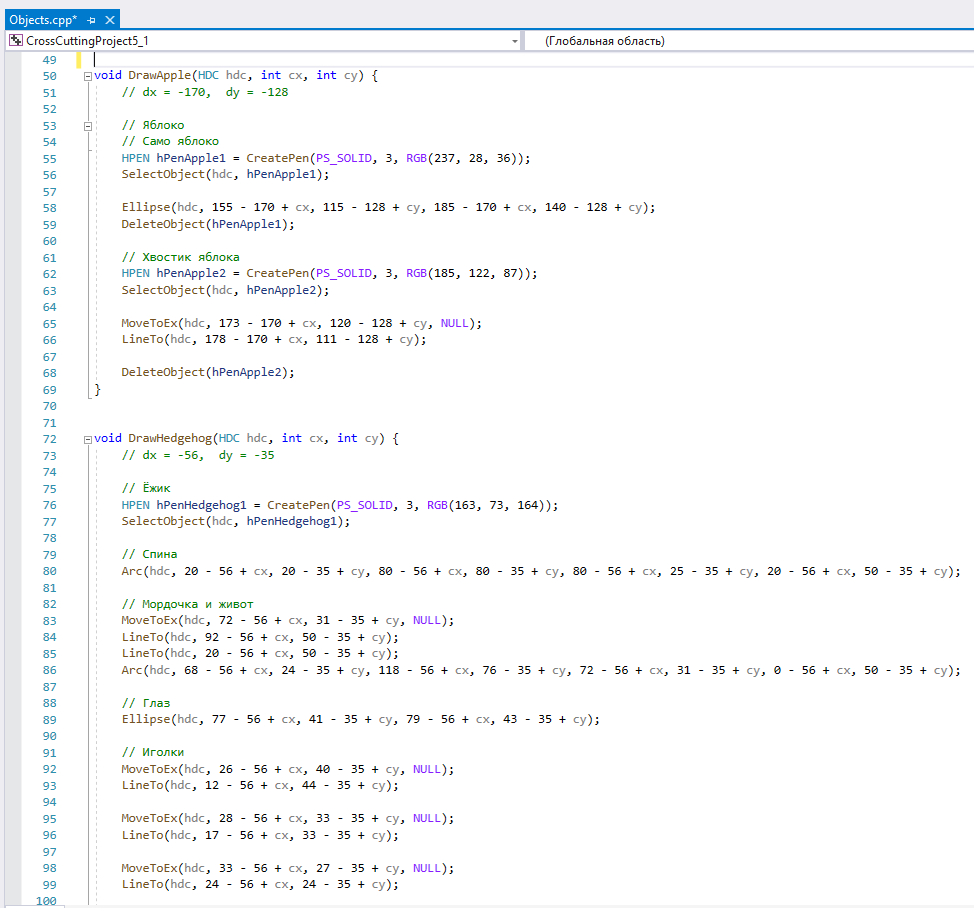 Objects.cpp*
CrossCuttingProject5_1 (Глобальная область)
49
50 void DrawApple(HDC hdc, int cx, int cy) {
51 // dx = -170,  dy = -128
52
53 // Яблоко
54 // Само яблоко
55 HPEN hPenApple1 = CreatePen(PS_SOLID, 3, RGB(237, 28, 36));
56 SelectObject(hdc, hPenApple1);
57
58 Ellipse(hdc, 155 - 170 + cx, 115 - 128 + cy, 185 - 170 + cx, 140 - 128 + cy);
59 DeleteObject(hPenApple1);
60
61 // Хвостик яблока
62 HPEN hPenApple2 = CreatePen(PS_SOLID, 3, RGB(185, 122, 87));
63 SelectObject(hdc, hPenApple2);
64
65 MoveToEx(hdc, 173 - 170 + cx, 120 - 128 + cy, NULL);
66 LineTo(hdc, 178 - 170 + cx, 111 - 128 + cy);
67
68 DeleteObject(hPenApple2);
69 }
70
71
72 void DrawHedgehog(HDC hdc, int cx, int cy) {
73 // dx = -56,  dy = -35
74
75 // Ёжик
76 HPEN hPenHedgehog1 = CreatePen(PS_SOLID, 3, RGB(163, 73, 164));
77 SelectObject(hdc, hPenHedgehog1);
78
79 // Спина
80 Arc(hdc, 20 - 56 + cx, 20 - 35 + cy, 80 - 56 + cx, 80 - 35 + cy, 80 - 56 + cx, 25 - 35 + cy, 20 - 56 + cx, 50 - 35 + cy);
81
82 // Мордочка и живот
83 MoveToEx(hdc, 72 - 56 + cx, 31 - 35 + cy, NULL);
84 LineTo(hdc, 92 - 56 + cx, 50 - 35 + cy);
85 LineTo(hdc, 20 - 56 + cx, 50 - 35 + cy);
86 Arc(hdc, 68 - 56 + cx, 24 - 35 + cy, 118 - 56 + cx, 76 - 35 + cy, 72 - 56 + cx, 31 - 35 + cy, 0 - 56 + cx, 50 - 35 + cy);
87
88 // Глаз
89 Ellipse(hdc, 77 - 56 + cx, 41 - 35 + cy, 79 - 56 + cx, 43 - 35 + cy);
90
91 // Иголки
92 MoveToEx(hdc, 26 - 56 + cx, 40 - 35 + cy, NULL);
93 LineTo(hdc, 12 - 56 + cx, 44 - 35 + cy);
94
95 MoveToEx(hdc, 28 - 56 + cx, 33 - 35 + cy, NULL);
96 LineTo(hdc, 17 - 56 + cx, 33 - 35 + cy);
97
98 MoveToEx(hdc, 33 - 56 + cx, 27 - 35 + cy, NULL);
99 LineTo(hdc, 24 - 56 + cx, 24 - 35 + cy);
100